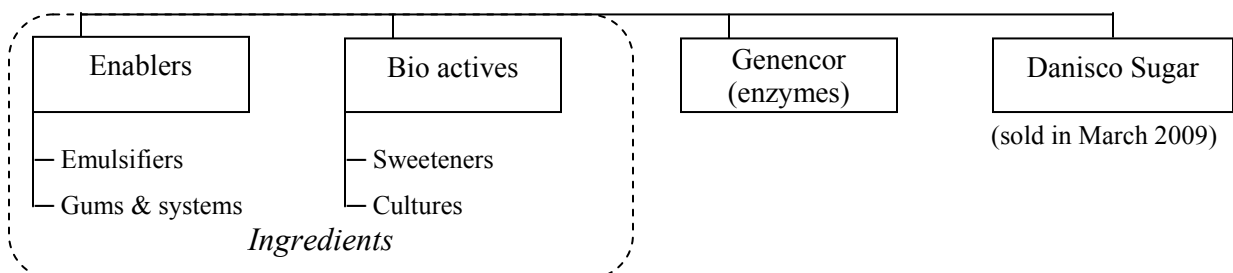 Enablers
Bio actives
Genencor
(enzymes)
Danisco Sugar
(sold in March 2009)
Emulsifiers
Gums & systems
Sweeteners
Cultures
Ingredients